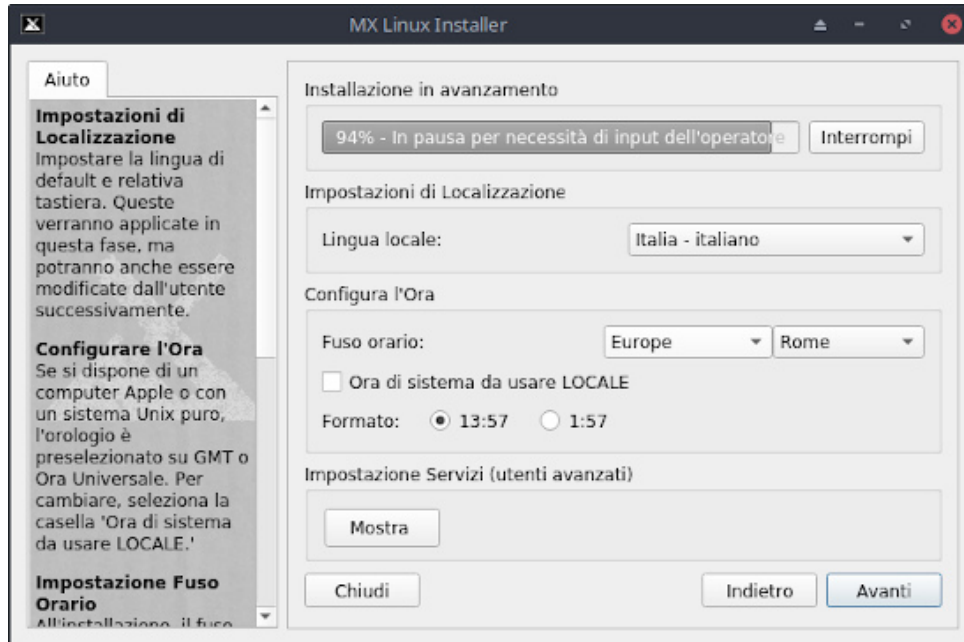 MX Linux Installer
Aiuto
Impostazioni di
Localizzazione
Impostare la lingua di
default e relativa
tastiera. Queste
verranno applicate in
questa fase, ma
potranno anche essere
modificate dall'utente
successivamente.
Configurare l'Ora
Se si dispone di un
computer Apple o con
un sistema Unix puro,
l'orologio è
preselezionato su GMT o
Ora Universale. Per
cambiare, seleziona la
casella 'Ora di sistema
da usare LOCALE.'
Impostazione Fuso
Orario
All'installazione, il fuso
Installazione in avanzamento
94% - In pausa per necessità di input dell'operatore
Interrompi
Impostazioni di Localizzazione
Lingua locale:
Italia - italiano
Configura l'Ora
Fuso orario:
Europe
Rome
Ora di sistema da usare LOCALE
Formato:
13:57
1:57
Impostazione Servizi (utenti avanzati)
Mostra
Chiudi
Indietro
Avanti